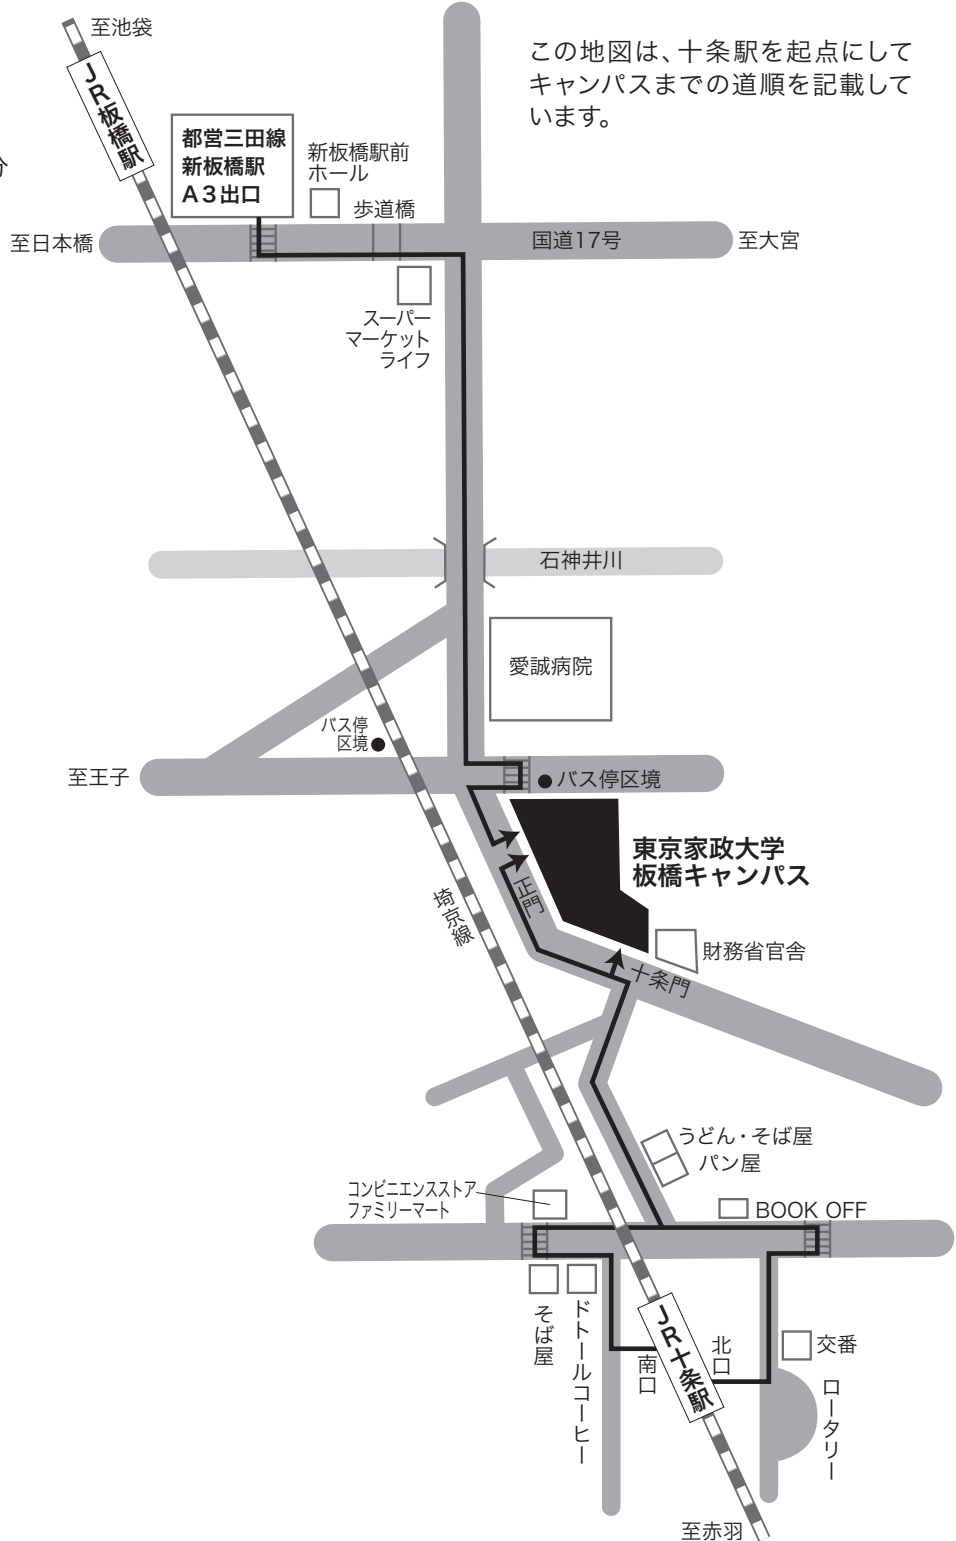 至池袋
この地図は、十条駅を起点にして
キャンパスまでの道順を記載して
います。
JR板橋駅
分
都営三田線
新板橋駅
A3出口
新板橋駅前
ホール
歩道橋
至日本橋
国道17号
至大宮
スーパー
マーケット
ライフ
石神井川
愛誠病院
バス停
区境
至王子
バス停区境
東京家政大学
板橋キャンパス
正門
埼京線
財務省官舎
十条門
うどん・そば屋
パン屋
コンビニエンスストア
ファミリーマート
BOOK OFF
そば屋
ドトールコーヒー
JR十条駅
南口
北口
交番
ロータリー
至赤羽